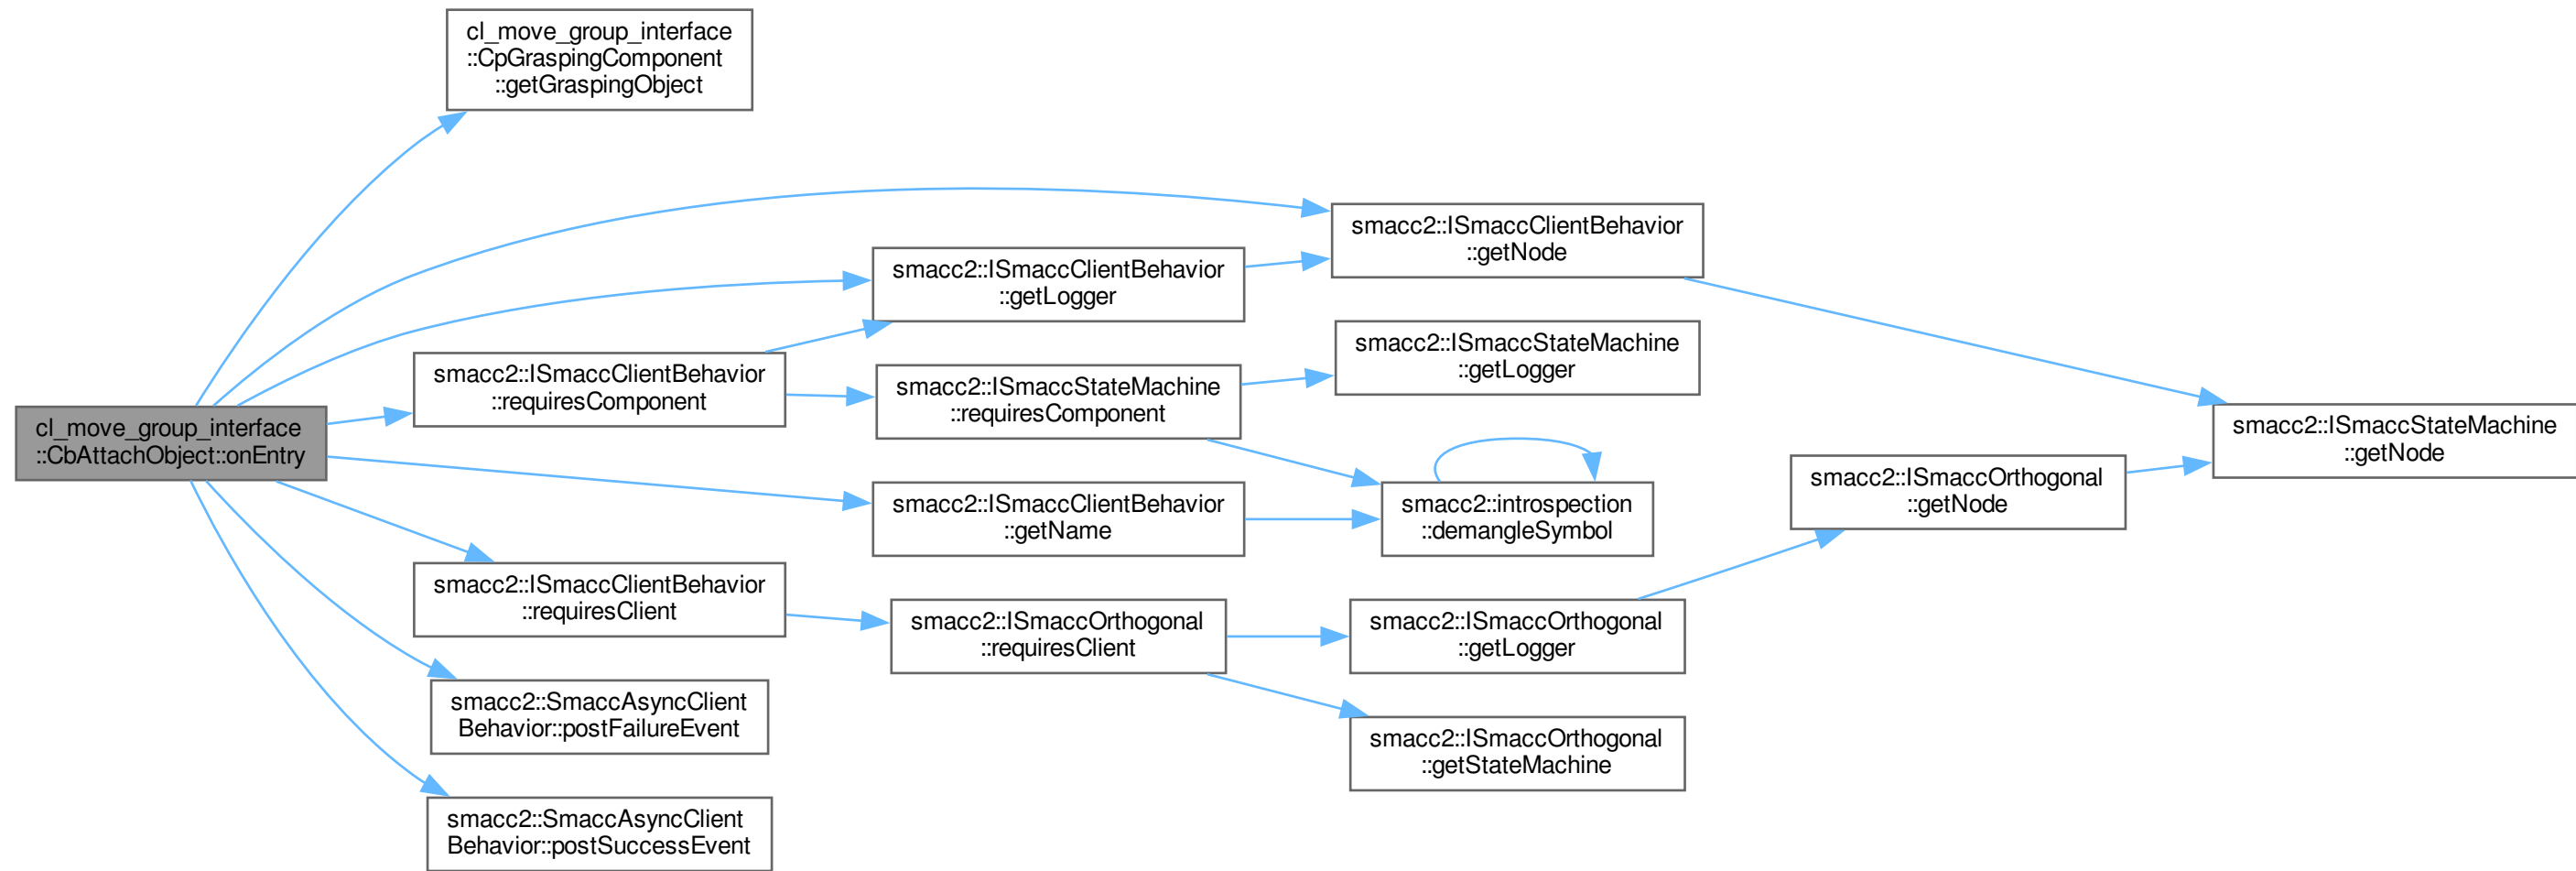 cl_move_group_interface
::CpGraspingComponent
::getGraspingObject
smacc2::ISmaccClientBehavior
::getNode
smacc2::ISmaccClientBehavior
::getLogger
smacc2::ISmaccStateMachine
::getLogger
smacc2::ISmaccClientBehavior
::requiresComponent
smacc2::ISmaccStateMachine
::requiresComponent
cl_move_group_interface
::CbAttachObject::onEntry
smacc2::ISmaccStateMachine
::getNode
smacc2::ISmaccOrthogonal
::getNode
smacc2::ISmaccClientBehavior
::getName
smacc2::introspection
::demangleSymbol
smacc2::ISmaccClientBehavior
::requiresClient
smacc2::ISmaccOrthogonal
::requiresClient
smacc2::ISmaccOrthogonal
::getLogger
smacc2::SmaccAsyncClient
Behavior::postFailureEvent
smacc2::ISmaccOrthogonal
::getStateMachine
smacc2::SmaccAsyncClient
Behavior::postSuccessEvent